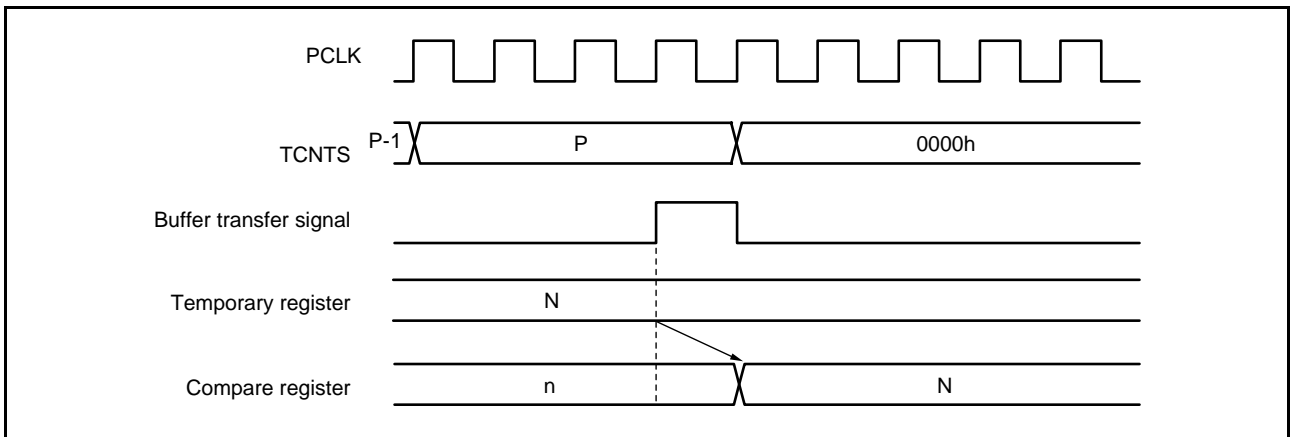 PCLK
TCNTS P-1 P 0000h
Buffer transfer signal
Temporary register N
Compare register n N